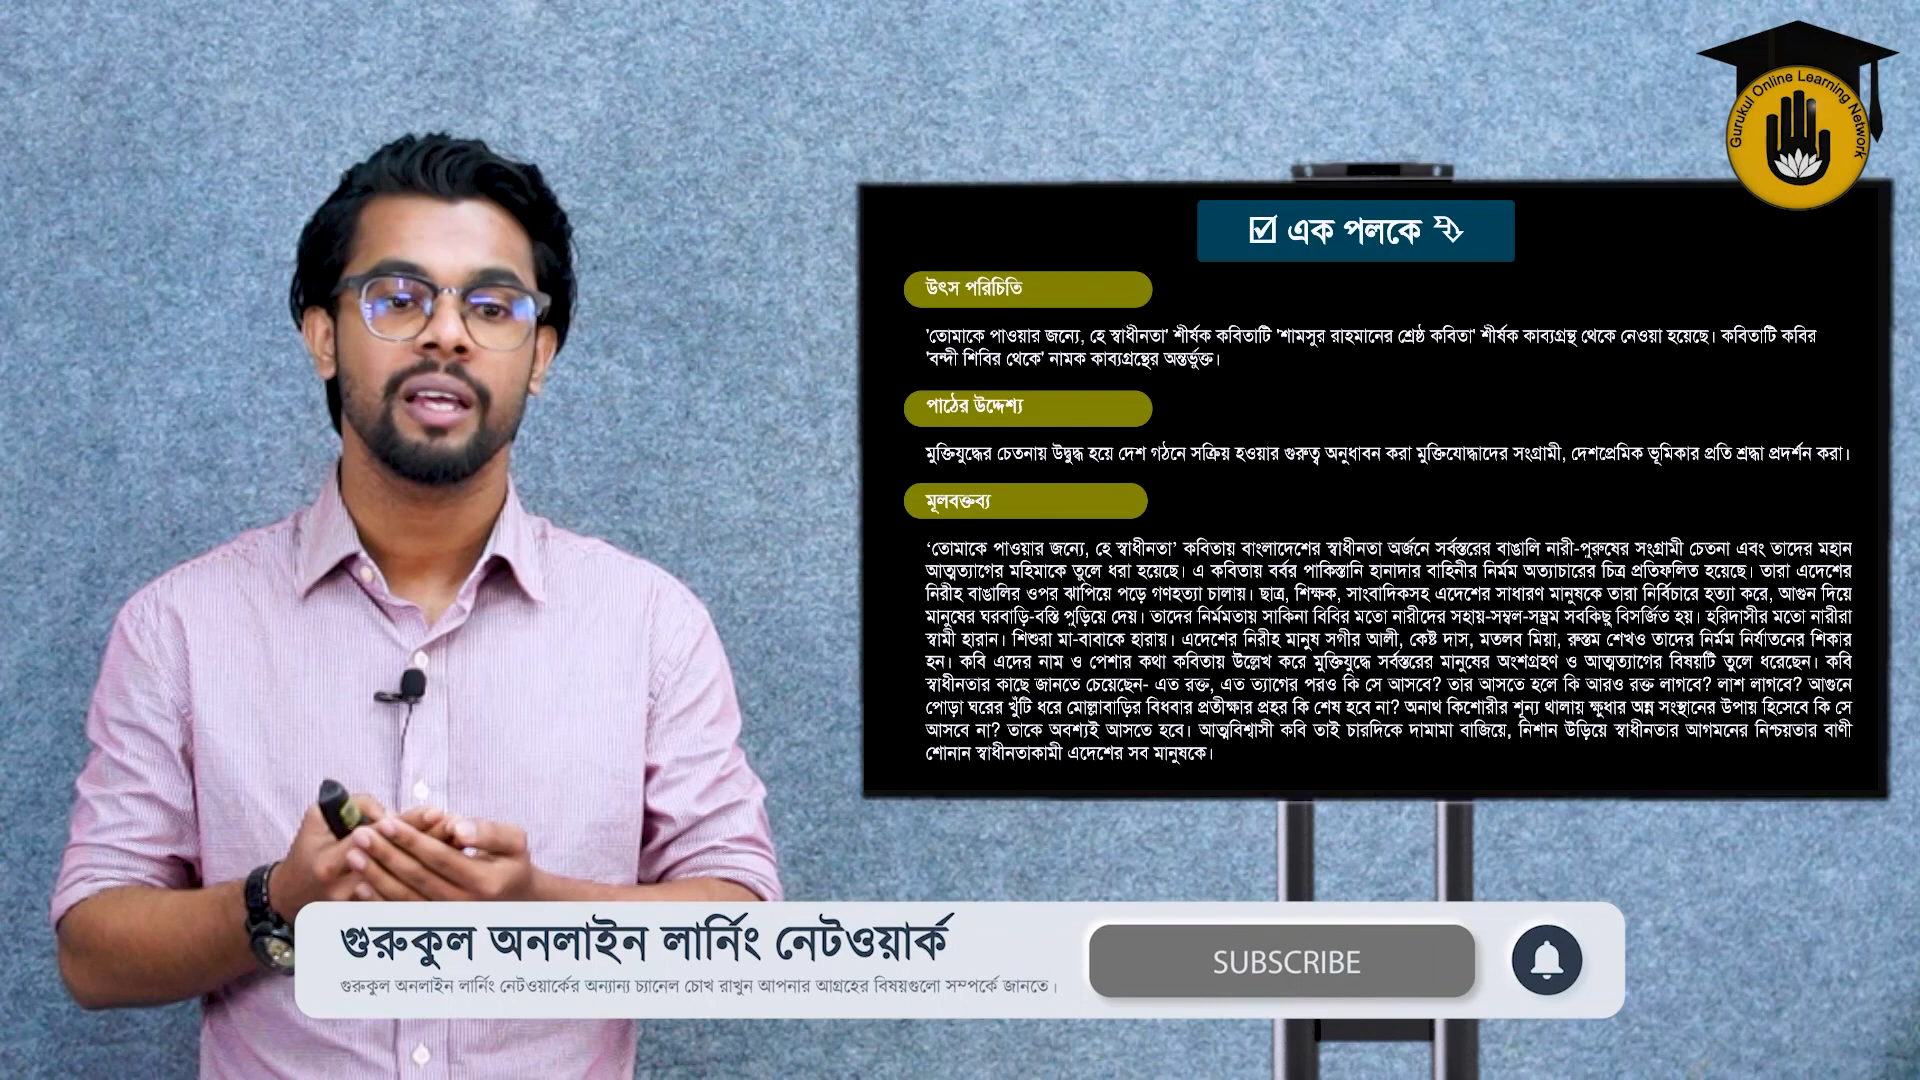 Gurukul Online Learning Network
☑ এক পলকে
উৎস পরিচিতি
'তোমাকে পাওয়ার জন্যে, হে স্বাধীনতা' শীর্ষক কবিতাটি 'শামসুর রাহমানের শ্রেষ্ঠ কবিতা' শীর্ষক কাব্যগ্রন্থ থেকে নেওয়া হয়েছে। কবিতাটি কবির
'বন্দী শিবির থেকে' নামক কাব্যগ্রন্থের অন্তর্ভুক্ত।
পাঠের উদ্দেশ্য
মুক্তিযুদ্ধের চেতনায় উদ্বুদ্ধ হয়ে দেশ গঠনে সক্রিয় হওয়ার গুরুত্ব অনুধাবন করা মুক্তিযোদ্ধাদের সংগ্রামী, দেশপ্রেমিক ভূমিকার প্রতি শ্রদ্ধা প্রদর্শন করা।
মূলবক্তব্য
‘তোমাকে পাওয়ার জন্যে, হে স্বাধীনতা’ কবিতায় বাংলাদেশের স্বাধীনতা অর্জনে সর্বস্তরের বাঙালি নারী-পুরুষের সংগ্রামী চেতনা এবং তাদের মহান
আত্মত্যাগের মহিমাকে তুলে ধরা হয়েছে। এ কবিতায় বর্বর পাকিস্তানি হানাদার বাহিনীর নির্মম অত্যাচারের চিত্র প্রতিফলিত হয়েছে। তারা এদেশের
নিরীহ বাঙালির ওপর ঝাঁপিয়ে পড়ে গণহত্যা চালায়। ছাত্র, শিক্ষক, সাংবাদিকসহ এদেশের সাধারণ মানুষকে তারা নির্বিচারে হত্যা করে, আগুন দিয়ে
মানুষের ঘরবাড়ি-বস্তি পুড়িয়ে দেয়। তাদের নির্মমতায় সাকিনা বিবির মতো নারীদের সহায়-সম্বল-সম্ভ্রম সবকিছু বিসর্জিত হয়। হরিদাসীর মতো নারীরা
স্বামী হারান। শিশুরা মা-বাবাকে হারায়। এদেশের নিরীহ মানুষ সগীর আলী, কেষ্ট দাস, মতলব মিয়া, রুস্তম শেখও তাদের নির্মম নির্যাতনের শিকার
হন। কবি এদের নাম ও পেশার কথা কবিতায় উল্লেখ করে মুক্তিযুদ্ধে সর্বস্তরের মানুষের অংশগ্রহণ ও আত্মত্যাগের বিষয়টি তুলে ধরেছেন। কবি
স্বাধীনতার কাছে জানতে চেয়েছেন- এত রক্ত, এত ত্যাগের পরও কি সে আসবে? তার আসতে হলে কি আরও রক্ত লাগবে? লাশ লাগবে? আগুনে
পোড়া ঘরের খুঁটি ধরে মোল্লাবাড়ির বিধবার প্রতীক্ষার প্রহর কি শেষ হবে না? অনাথ কিশোরীর শূন্য থালায় ক্ষুধার অন্ন সংস্থানের উপায় হিসেবে কি সে
আসবে না? তাকে অবশ্যই আসতে হবে। আত্মবিশ্বাসী কবি তাই চারদিকে দামামা বাজিয়ে, নিশান উড়িয়ে স্বাধীনতার আগমনের নিশ্চয়তার বাণী
শোনান স্বাধীনতাকামী এদেশের সব মানুষকে।
গুরুকুল অনলাইন লার্নিং নেটওয়ার্ক
গুরুকুল অনলাইন লার্নিং নেটওয়ার্কের অন্যান্য চ্যানেল চোখ রাখুন আপনার আগ্রহের বিষয়গুলো সম্পর্কে জানতে।
SUBSCRIBE